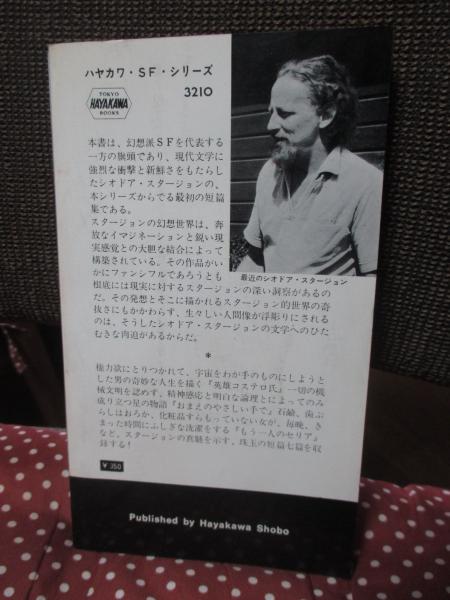 ハヤカワ・SF・シリーズ
3210
TOKYO
HAYAKAWA
BOOKS
本書は、幻想派SFを代表する
一方の旗頭であり、現代文学に
強烈な衝撃と新鮮さをもたらし
たシオドア・スタージョンの、
本シリーズからでる最初の短篇
集である。
スタージョンの幻想世界は、奔
放なイマジネーションと鋭い現
実感覚との大胆な結合によって
構築されている。その作品がい
かにファンシフルであろうとも
根底には現実に対するスタージョンの深い洞察があるの
だ。その発想とそこに描かれるスタージョン的世界の奇
抜さにもかかわらず、生々しい人間像が浮彫りにされる
のは、そうしたシオドア・スタージョンの文学へのひた
むきな肉迫があるからだ。
最近のシオドア・スタージョン
*
権力欲にとりつかれて、宇宙をわが手のものにしようと
した男の奇妙な人生を描く『英雄コステロ氏』一切の機
械文明を認めず、精神感応と明白な論理とによってのみ
成り立つ星の物語『おまえのやさしい手で』石鹸、歯ぶ
らしはおろか、化粧品すらもっていない女が、毎晩、き
まった時間にふしぎな洗濯をする『もう一人のセリア』
など、スタージョンの真髄を示す、珠玉の短篇七篇を収
録する！
¥ 350
Published by Hayakawa Shobo